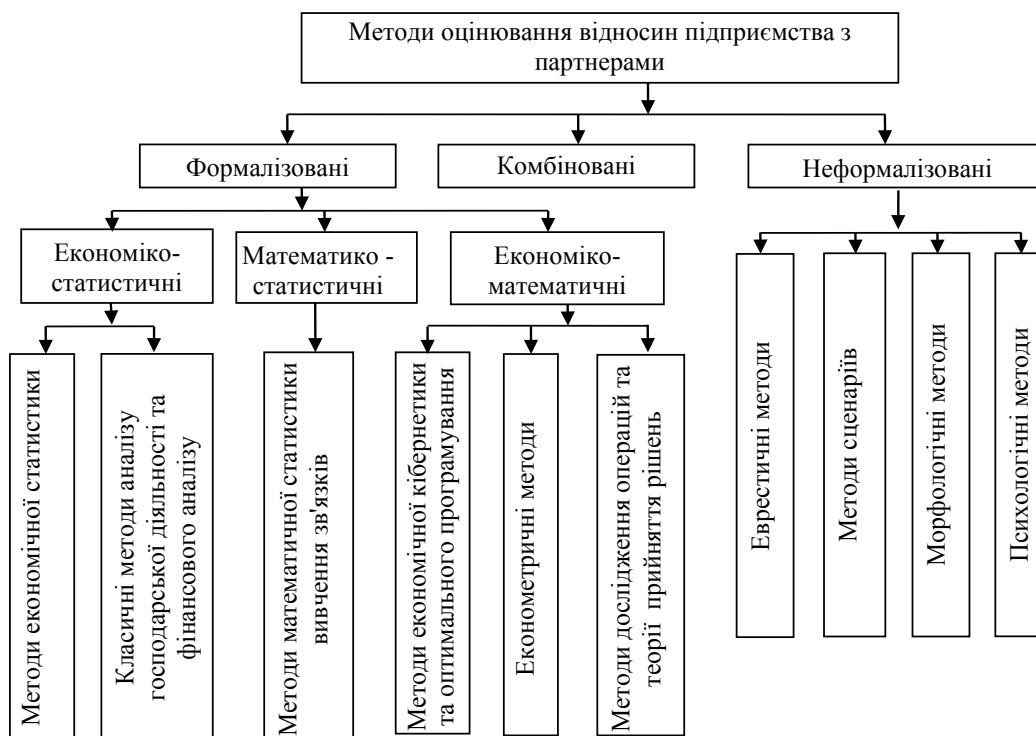 Методи оцінювання відносин підприємства з
партнерами
Формалізовані
Комбіновані
Неформалізовані
Економіко-
статистичні
Математико -
статистичні
Економіко-
математичні
Методи економічної статистики
Класичні методи аналізу
господарської діяльності та
фінансового аналізу
Методи математичної статистики
вивчення зв'язків
Методи економічної кібернетики
та оптимального програмування
Економетричні методи
Методи дослідження операцій та
теорії прийняття рішень
Еврестичні методи
Методи сценаріїв
Морфологічні методи
Психологічні методи